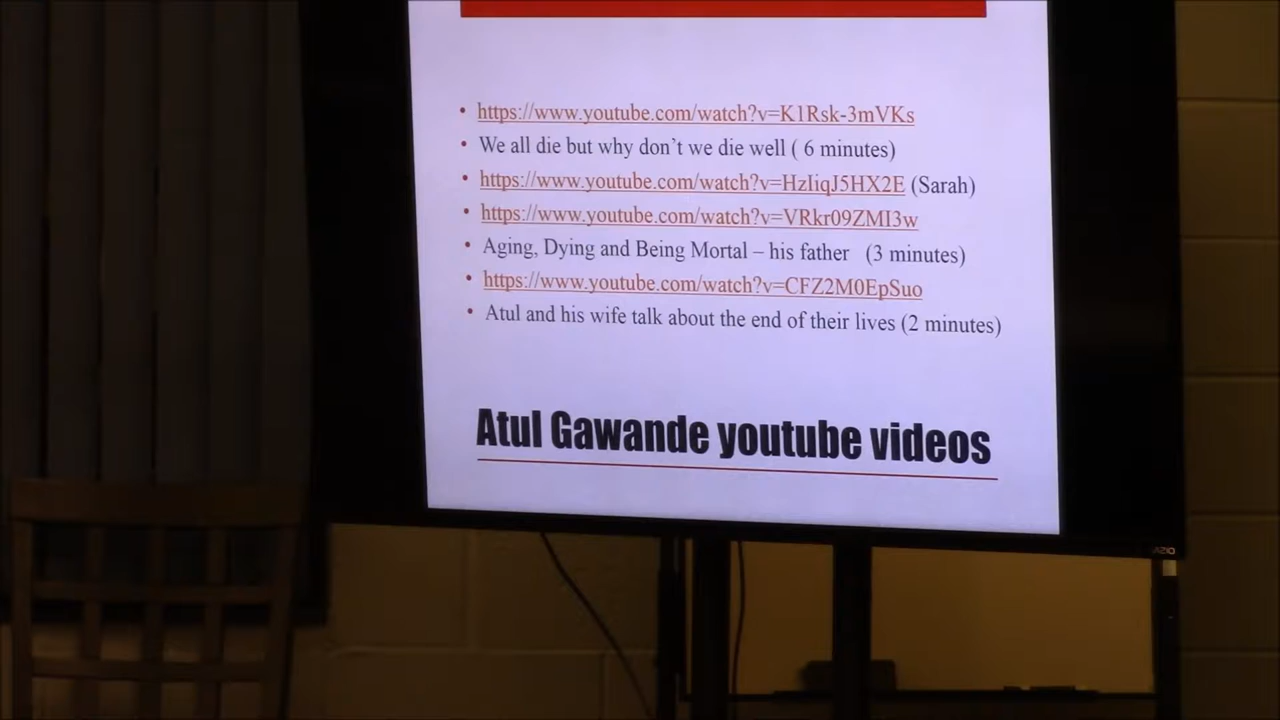 • https://www.youtube.com/watch?v=K1Rsk-3mVKs
• We all die but why don't we die well ( 6 minutes)
• https://www.youtube.com/watch?v=HzIiqJ5HX2E (Sarah)
• https://www.youtube.com/watch?v=VRkr09ZMI3w
• Aging, Dying and Being Mortal – his father (3 minutes)
• https://www.youtube.com/watch?v=CFZ2M0EpSuo
• Atul and his wife talk about the end of their lives (2 minutes)
Atul Gawande youtube videos
VIZIO